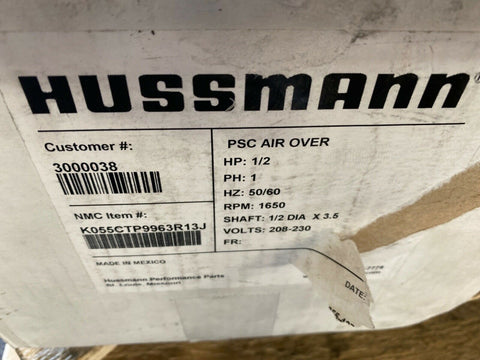 HUSSMANN
Customer #:
3000038
NMC Item #:
K055CTP9963R13J
MADE IN MEXICO
Hussmann Performance Parts
St. Louis, Missouri
PSC AIR OVER
HP: 1/2
PH: 1
HZ: 50/60
RPM: 1650
SHAFT: 1/2 DIA X 3.5
VOLTS: 208-230
FR:
DATE: